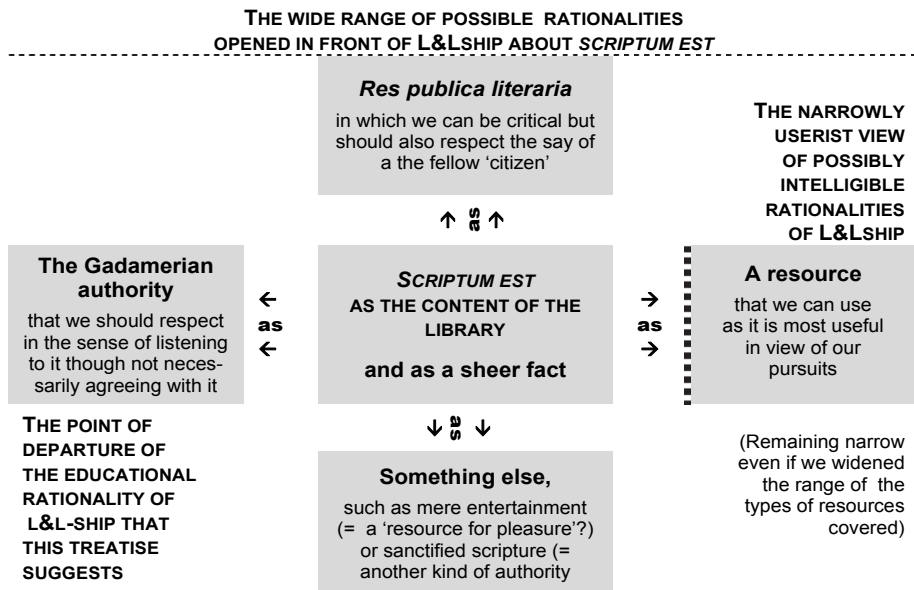 THE WIDE RANGE OF POSSIBLE RATIONALITIES
OPENED IN FRONT OF L&LSHIP ABOUT SCRIPTUM EST
Res publica literaria
in which we can be critical but
should also respect the say of
a the fellow ‘citizen’
THE NARROWLY
USERIST VIEW
OF POSSIBLY
INTELLIGIBLE
RATIONALITIES
OF L&LSHIP
↑ as ↑
The Gadamerian
authority
that we should respect
in the sense of listening
to it though not neces-
sarily agreeing with it
←
as
←
SCRIPTUM EST
AS THE CONTENT OF THE
LIBRARY
and as a sheer fact
→
as
→
A resource
that we can use
as it is most useful
in view of our
pursuits
↓ as ↓
THE POINT OF
DEPARTURE OF
THE EDUCATIONAL
RATIONALITY OF
L&L-SHIP THAT
THIS TREATISE
SUGGESTS
Something else,
such as mere entertainment
(= a ‘resource for pleasure’?)
or sanctified scripture (=
another kind of authority
(Remaining narrow
even if we widened
the range of the
types of resources
covered)